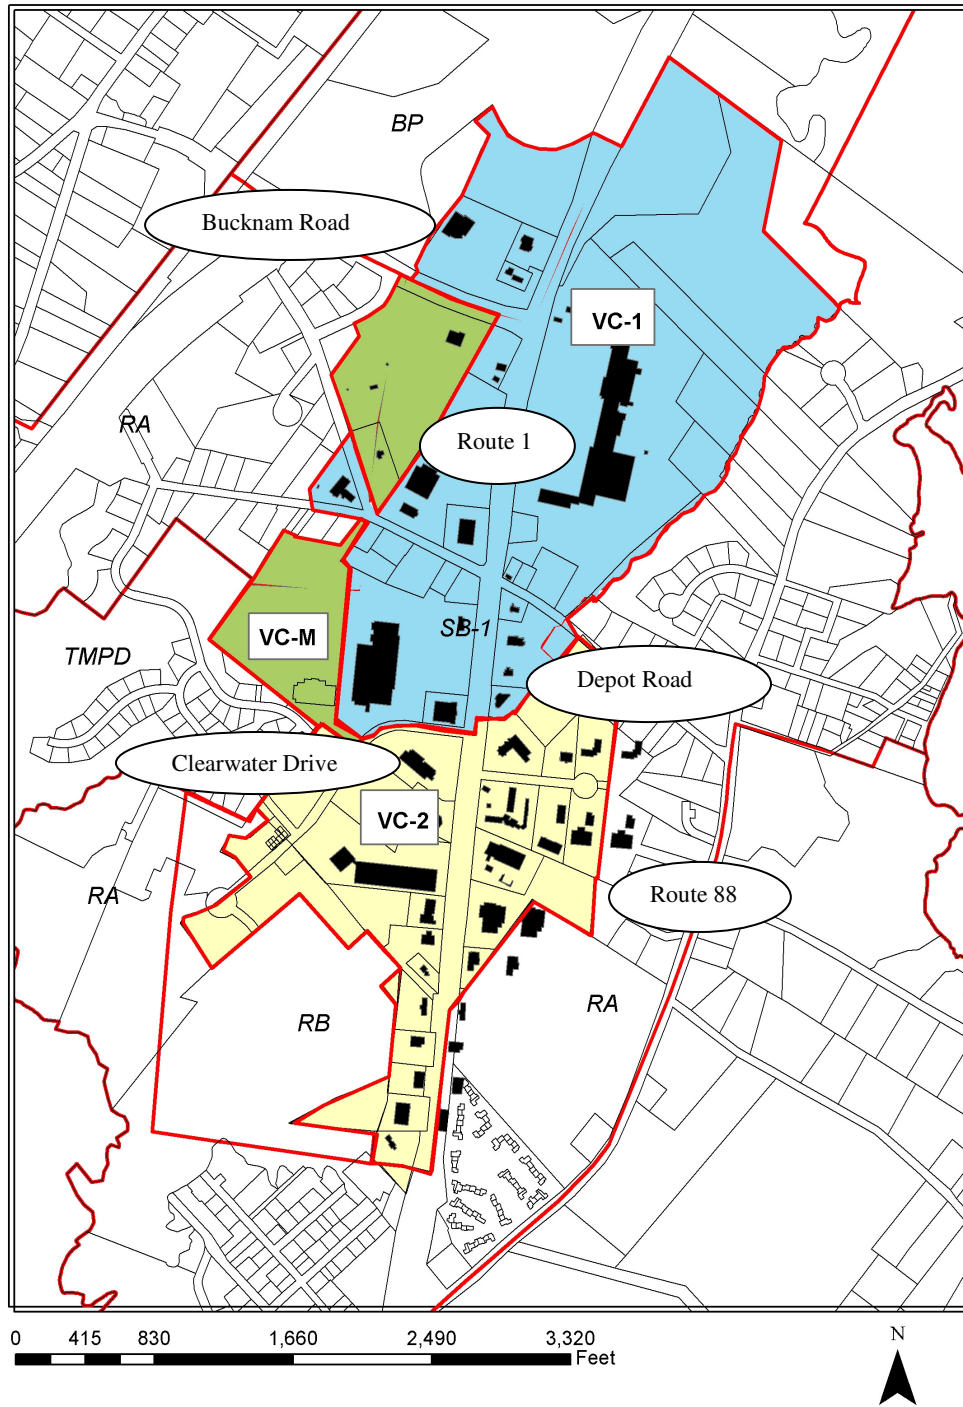 BP
Bucknam Road
VC-1
RA
Route 1
SB-1
VC-M
TMPD
Depot Road
Clearwater Drive
VC-2
RA
Route 88
RB
RA
0 415 830 1,660 2,490 3,320
Feet
N